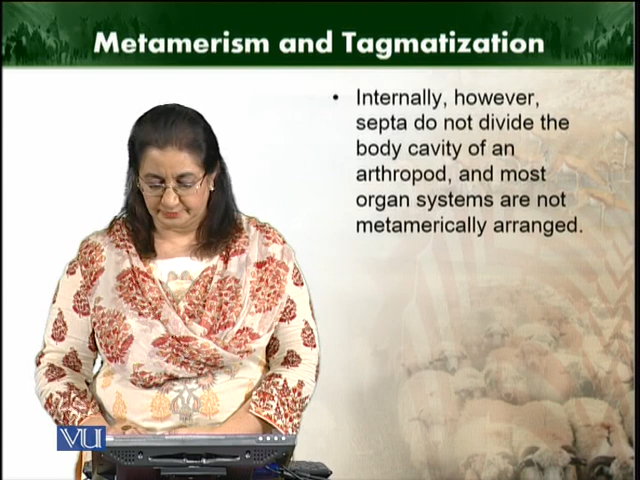 Metamerism and Tagmatization
• Internally, however,
septa do not divide the
body cavity of an
arthropod, and most
organ systems are not
metamerically arranged.
VU